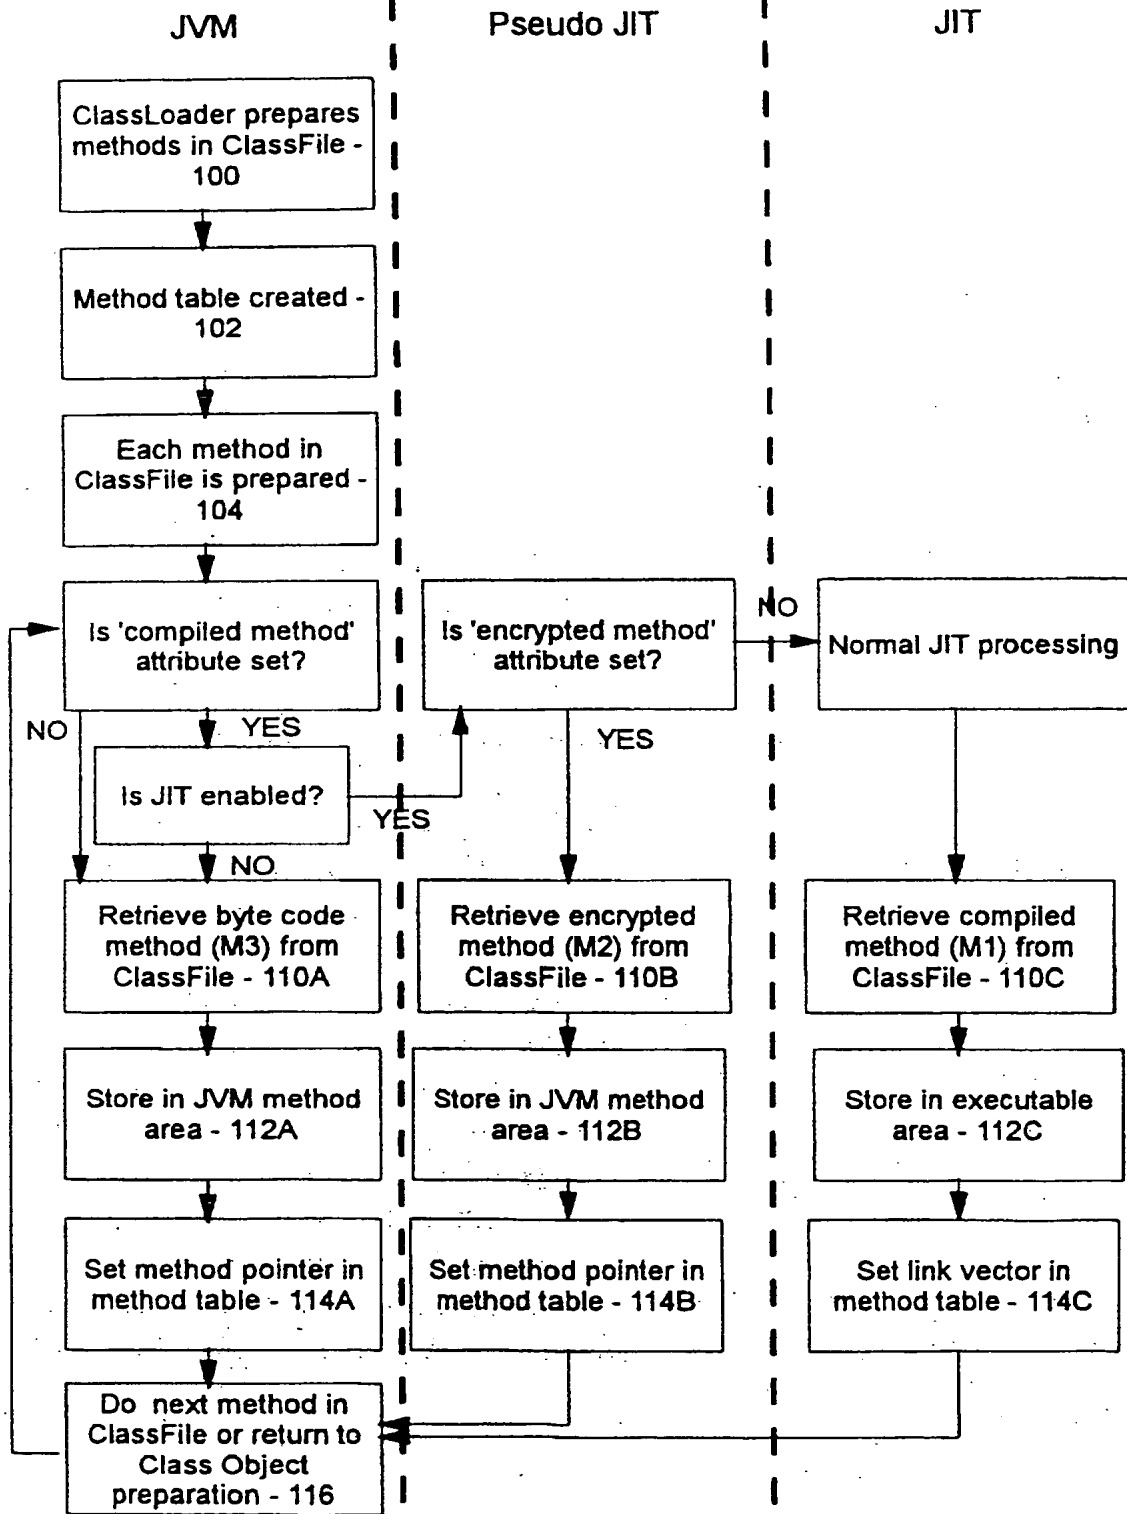 JVM
Pseudo JIT
JIT
ClassLoader prepares
methods in ClassFile -
100
Method table created -
102
Each method in
ClassFile is prepared -
104
Is 'compiled method'
attribute set?
Is 'encrypted method'
attribute set?
NO
Normal JIT processing
NO
YES
YES
Is JIT enabled?
YES
NO
Retrieve byte code
method (M3) from
ClassFile - 110A
Retrieve encrypted
method (M2) from
ClassFile - 110B
Retrieve compiled
method (M1) from
ClassFile - 110C
Store in JVM method
area - 112A
Store in JVM method
area - 112B
Store in executable
area - 112C
Set method pointer in
method table - 114A
Set method pointer in
method table - 114B
Set link vector in
method table - 114C
Do next method in
ClassFile or return to
Class Object
preparation - 116